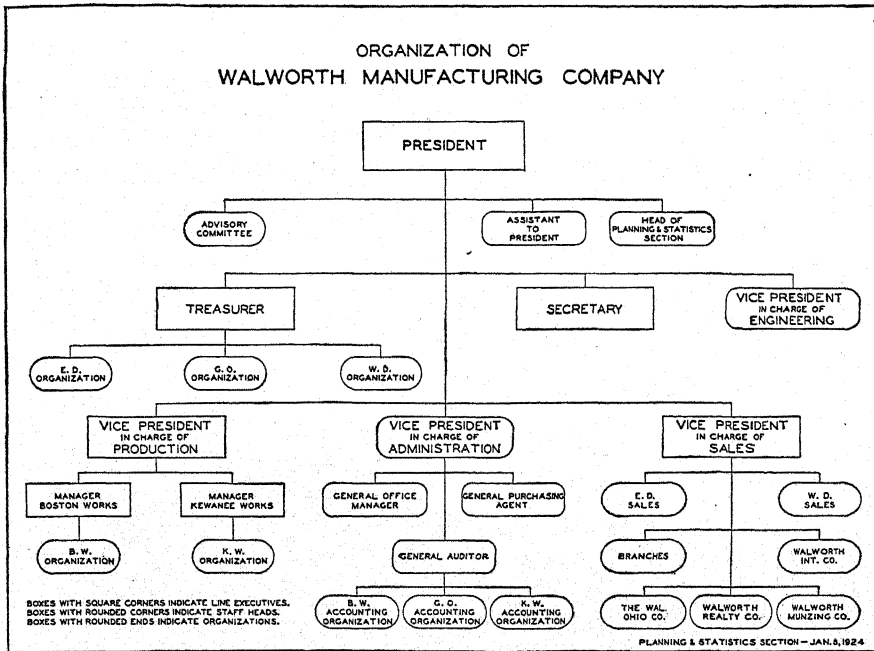 ORGANIZATION OF
WALWORTH MANUFACTURING COMPANY
PRESIDENT
ADVISORY
COMMITTEE
ASSISTANT
TO
PRESIDENT
HEAD OF
PLANNING & STATISTICS
SECTION
TREASURER
SECRETARY
VICE PRESIDENT
IN CHARGE OF
ENGINEERING
E. D.
ORGANIZATION
G. O.
ORGANIZATION
W. D.
ORGANIZATION
VICE PRESIDENT
IN CHARGE OF
PRODUCTION
VICE PRESIDENT
IN CHARGE OF
ADMINISTRATION
VICE PRESIDENT
IN CHARGE OF
SALES
MANAGER
BOSTON WORKS
MANAGER
KEWANEE WORKS
GENERAL OFFICE
MANAGER
GENERAL PURCHASING
AGENT
E. D.
SALES
W. D.
SALES
B. W.
ORGANIZATION
K. W.
ORGANIZATION
GENERAL AUDITOR
BRANCHES
WALWORTH
INT. CO.
B. W.
ACCOUNTING
ORGANIZATION
G. O.
ACCOUNTING
ORGANIZATION
K. W.
ACCOUNTING
ORGANIZATION
THE WAL.
OHIO CO.
WALWORTH
REALTY CO.
WALWORTH
MUNZING CO.
BOXES WITH SQUARE CORNERS INDICATE LINE EXECUTIVES.
BOXES WITH ROUNDED CORNERS INDICATE STAFF HEADS.
BOXES WITH ROUNDED ENDS INDICATE ORGANIZATIONS.
PLANNING & STATISTICS SECTION - JAN. 8, 1924